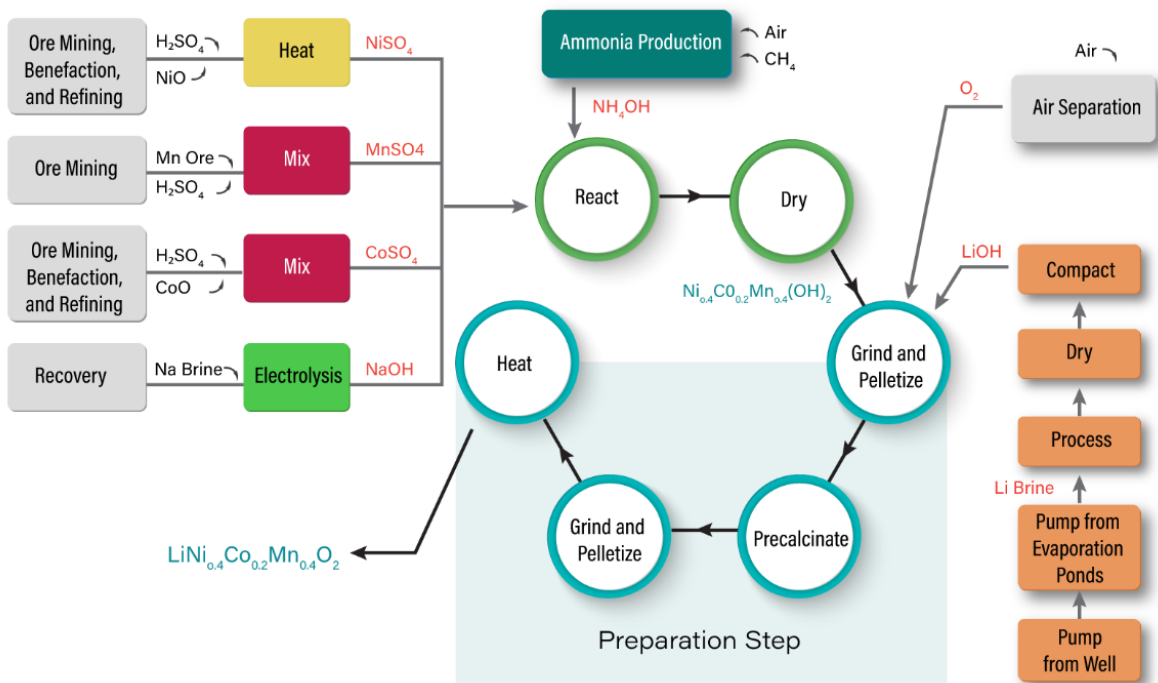 Ore Mining,
Benefaction,
and Refining
H₂SO₄
NiO
Heat
NiSO₄
Ammonia Production
Air
CH₄
NH₄OH
Air
Air Separation
O₂
Ore Mining
Mn Ore
H₂SO₄
Mix
MnSO4
React
Dry
Ore Mining,
Benefaction,
and Refining
H₂SO₄
CoO
Mix
CoSO₄
Ni₀.₄C0₀.₂Mn₀.₄(OH)₂
LiOH
Compact
Recovery
Na Brine
Electrolysis
NaOH
Heat
Grind and
Pelletize
Dry
Process
Li Brine
Pump from
Evaporation
Ponds
Pump
from Well
Precalcinate
Grind and
Pelletize
LiNi₀.₄Co₀.₂Mn₀.₄O₂
Preparation Step